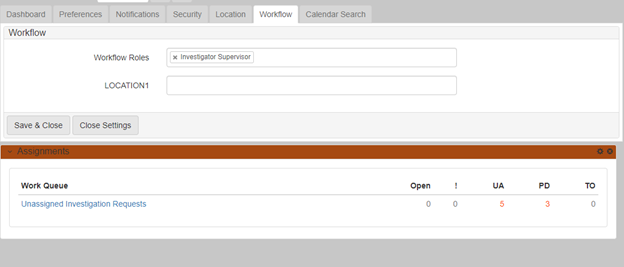 Dashboard Preferences Notifications Security Location Workflow Calendar Search
Workflow
Workflow Roles × Investigator Supervisor
LOCATION1
Save & Close Close Settings
Assignments
Work Queue Open ! UA PD TO
Unassigned Investigation Requests 0 0 5 3 0